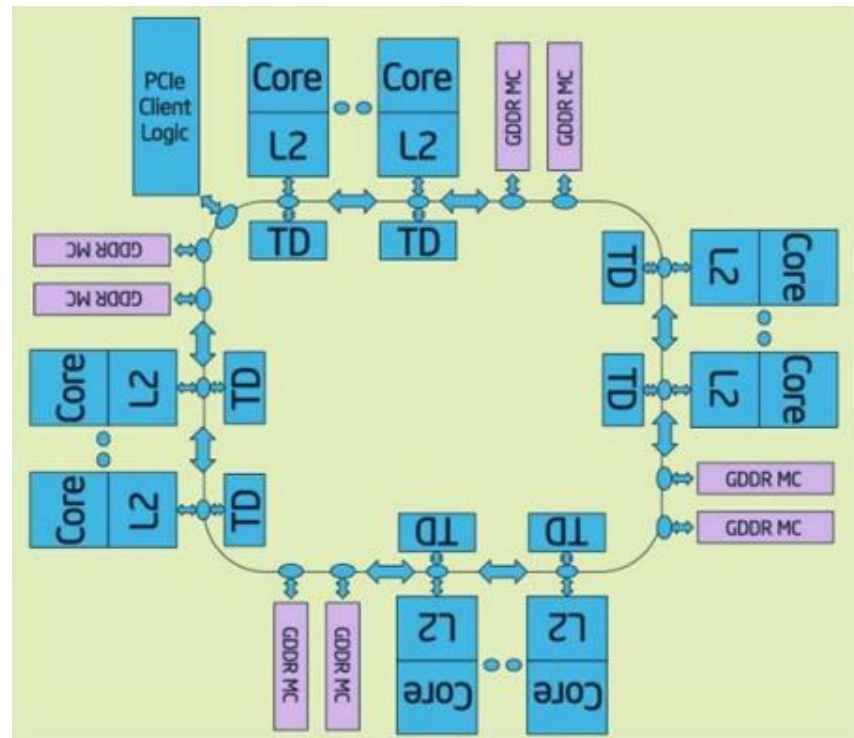 PCIe
Client
Logic
Core
L2
TD
Core
L2
TD
GDDR MC
GDDR MC
TD
L2
Core
TD
L2
Core
GDDR MC
GDDR MC
GDDR MC
GDDR MC
Core
L2
TD
Core
L2
TD
TD
L2
Core
TD
L2
Core
GDDR MC
GDDR MC